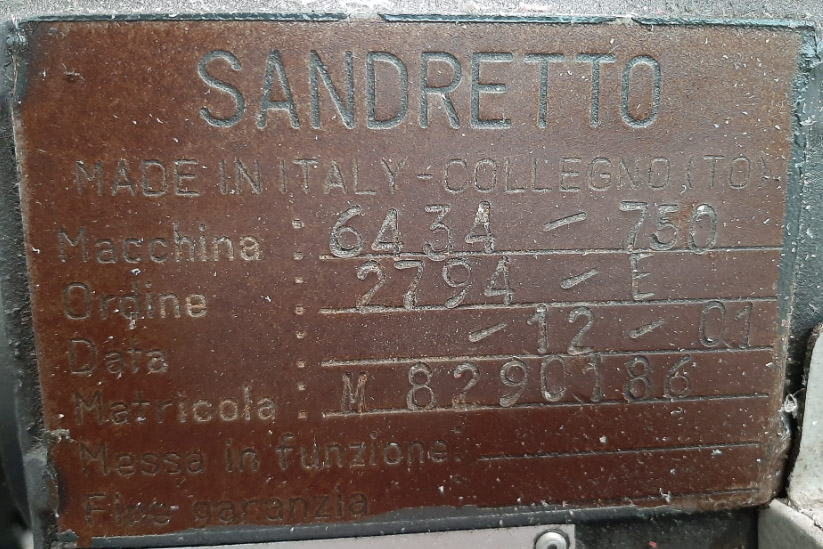 SANDRETTO
MADE IN ITALY - COLLEGNO (TO)
Macchina : 6434 - 750
Ordine : 2794 - E
Data : - 12 - 01
Matricola : M 8290186
Messa in funzione
Fine garanzia